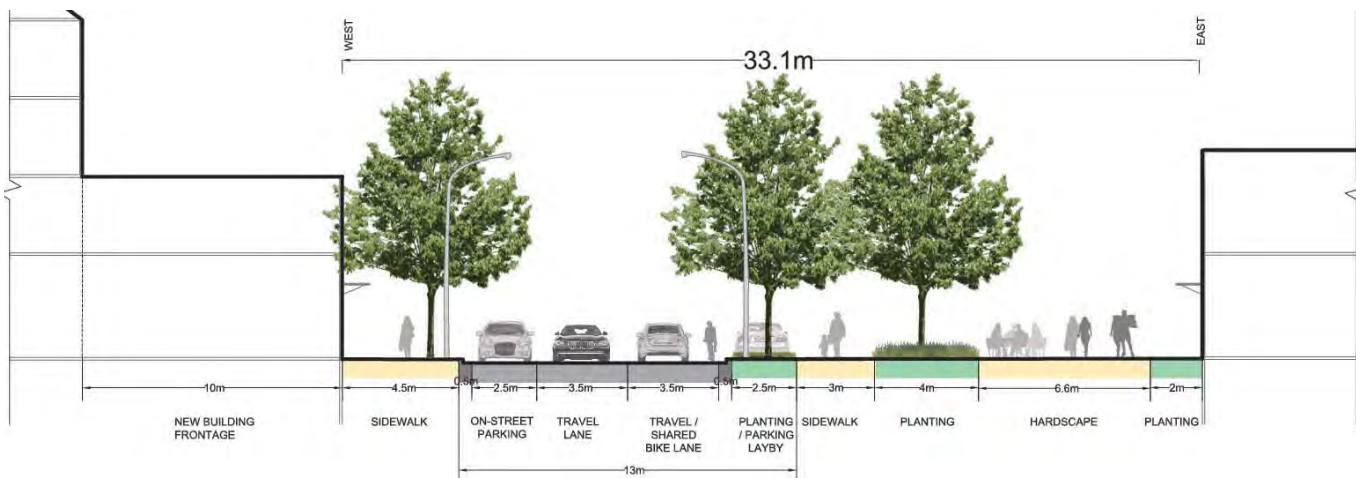 WEST
EAST
33.1m
10m
4.5m
0.5m
2.5m
3.5m
3.5m
0.5m
2.5m
3m
4m
6.6m
2m
NEW BUILDING
FRONTAGE
SIDEWALK
ON-STREET
PARKING
TRAVEL
LANE
TRAVEL /
SHARED
BIKE LANE
PLANTING
/ PARKING
LAYBY
SIDEWALK
PLANTING
HARDSCAPE
PLANTING
13m